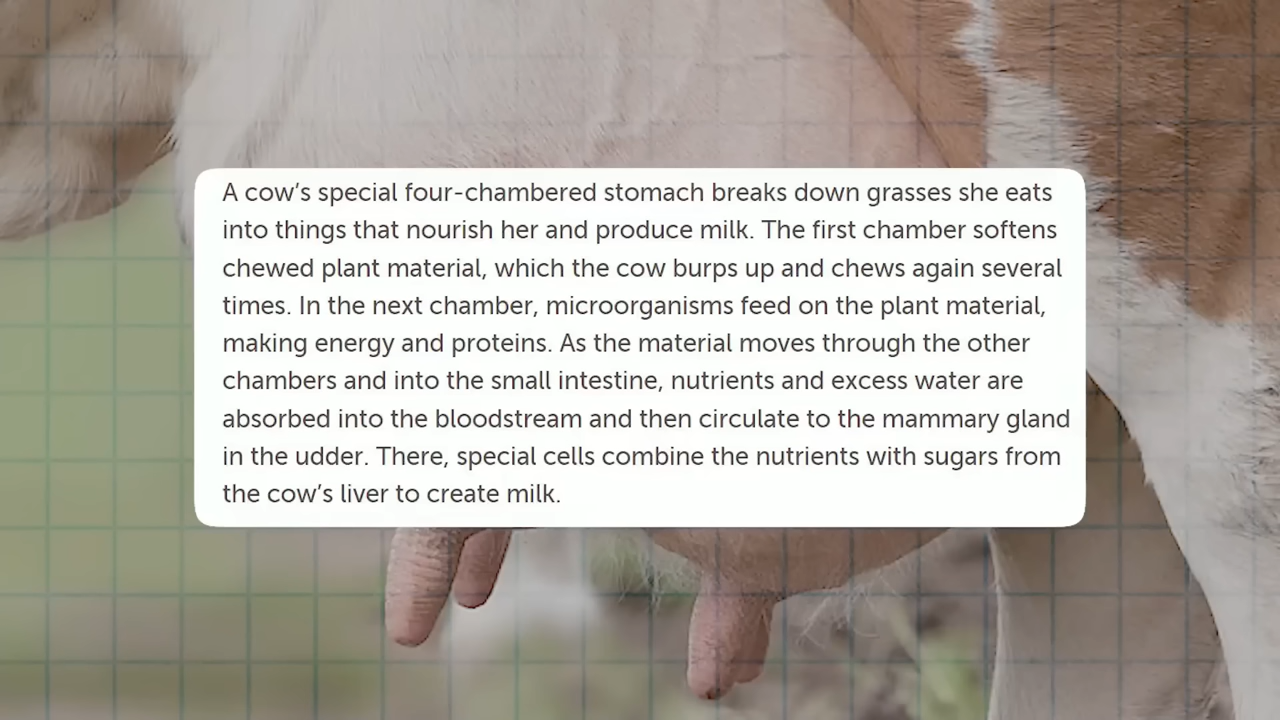 A cow’s special four-chambered stomach breaks down grasses she eats
into things that nourish her and produce milk. The first chamber softens
chewed plant material, which the cow burps up and chews again several
times. In the next chamber, microorganisms feed on the plant material,
making energy and proteins. As the material moves through the other
chambers and into the small intestine, nutrients and excess water are
absorbed into the bloodstream and then circulate to the mammary gland
in the udder. There, special cells combine the nutrients with sugars from
the cow’s liver to create milk.